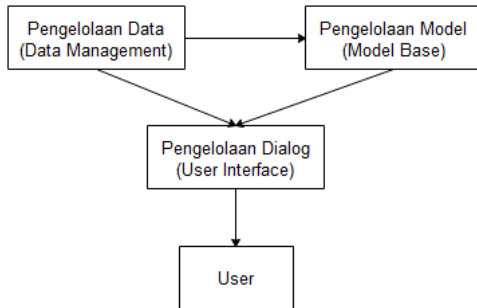 Pengelolaan Data
(Data Management)
Pengelolaan Model
(Model Base)
Pengelolaan Dialog
(User Interface)
User